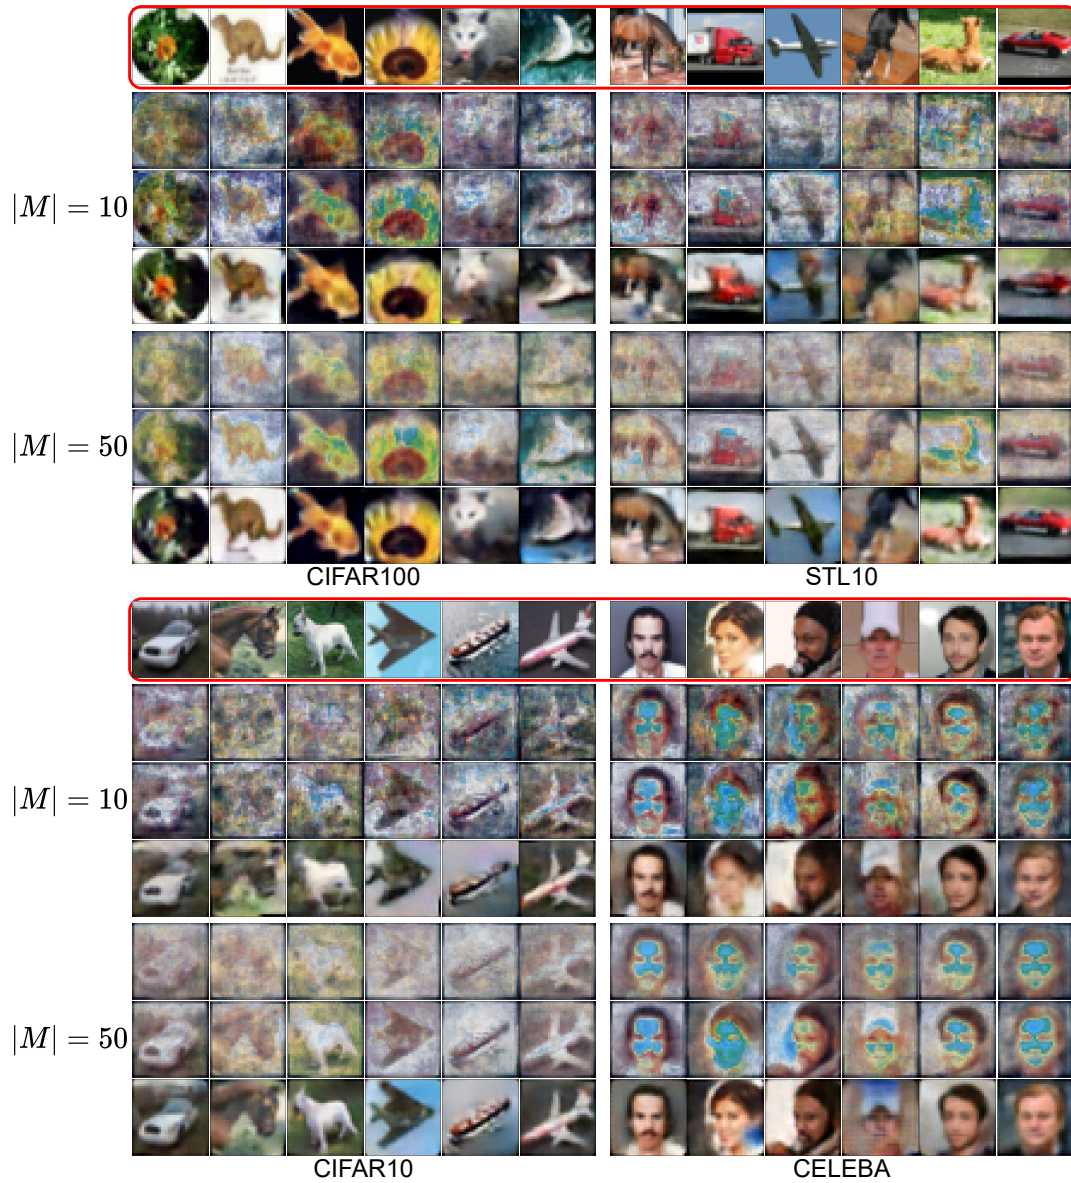 |M| = 10
|M| = 50
CIFAR100
STL10
|M| = 10
|M| = 50
CIFAR10
CELEBA